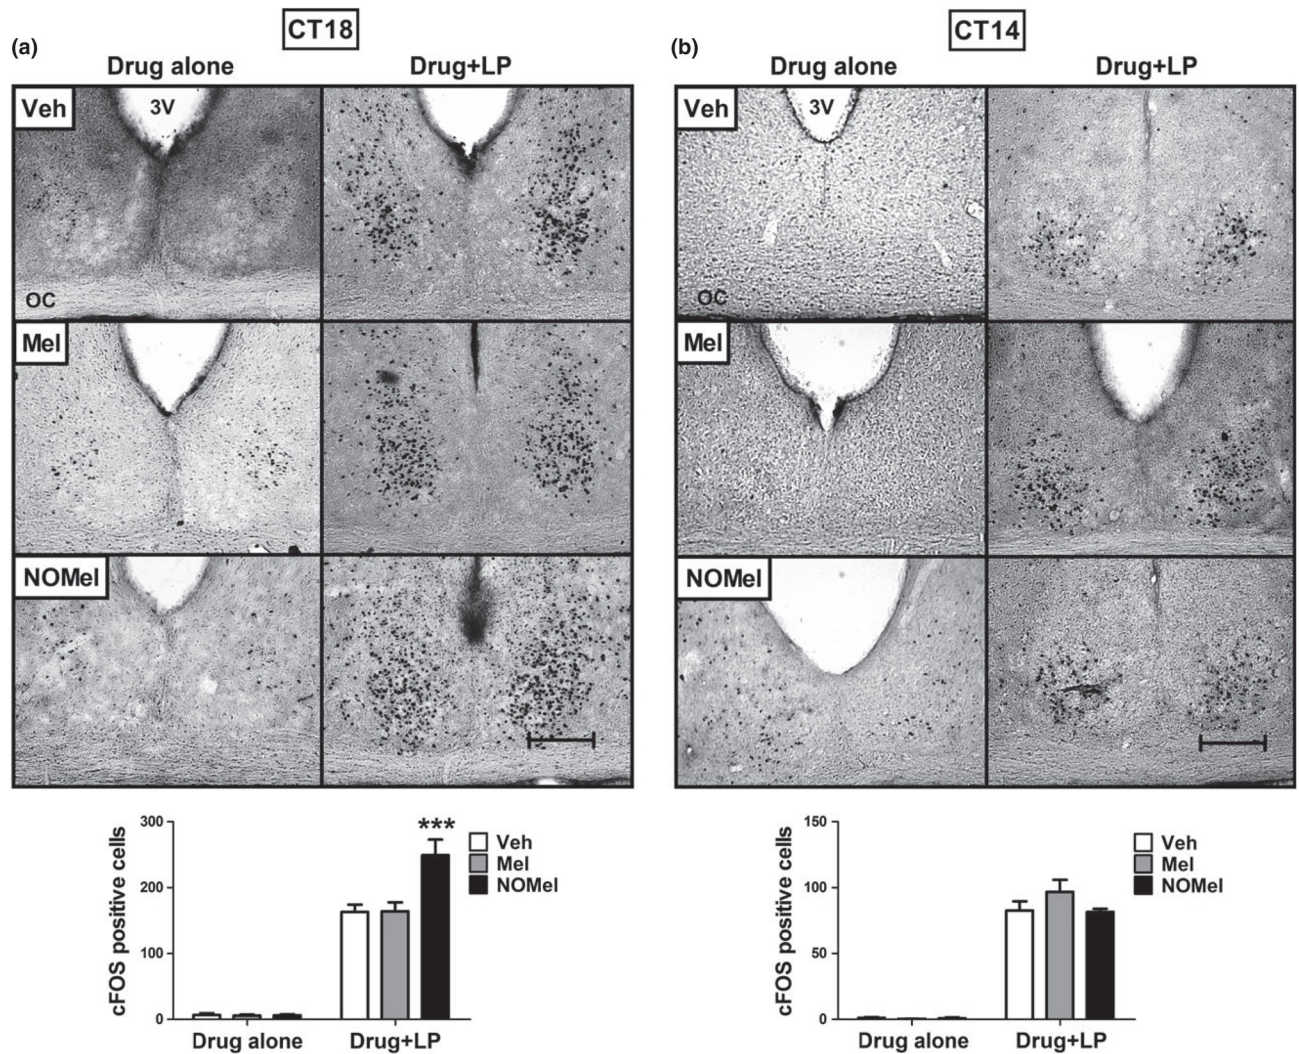 (a)
CT18
Drug alone Drug+LP
Veh
3V
OC
Mel
NOMel
300
200
100
0
cFOS positive cells
***
Veh
Mel
NOMel
Drug alone Drug+LP
(b)
CT14
Drug alone Drug+LP
Veh
3V
OC
Mel
NOMel
150
100
50
0
cFOS positive cells
Veh
Mel
NOMel
Drug alone Drug+LP